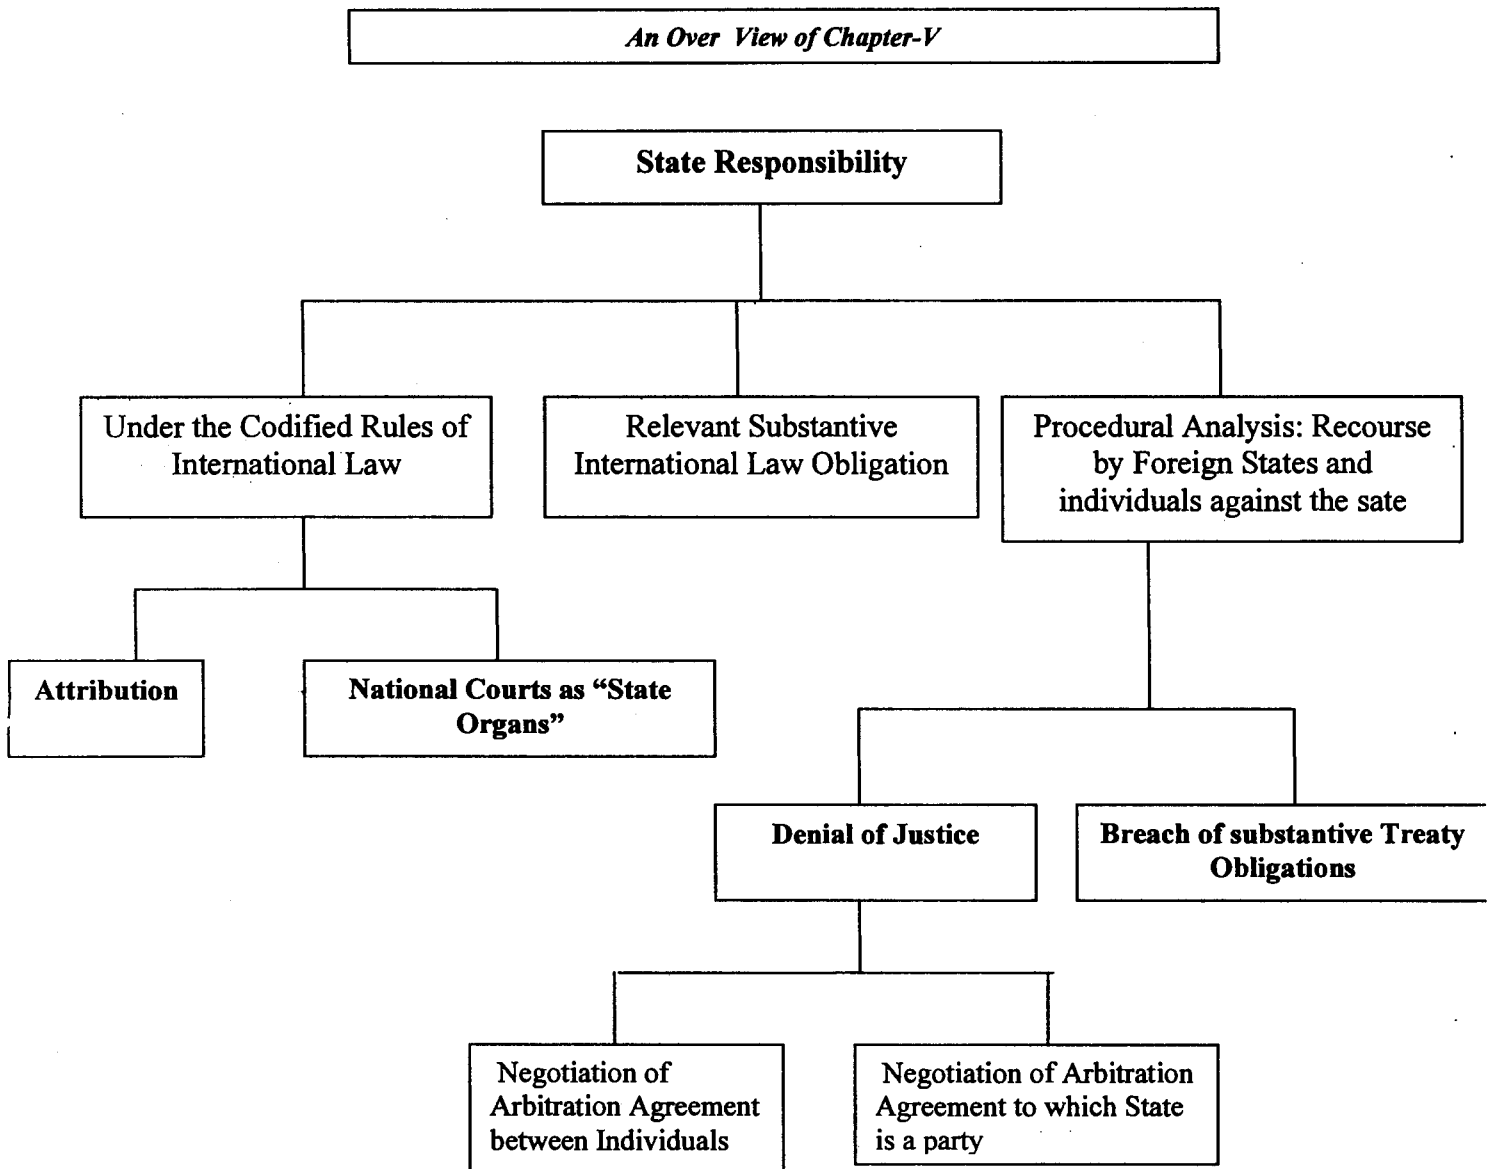 An Over View of Chapter-V
State Responsibility
Under the Codified Rules of
International Law
Relevant Substantive
International Law Obligation
Procedural Analysis: Recourse
by Foreign States and
individuals against the sate
Attribution
National Courts as “State
Organs”
Denial of Justice
Breach of substantive Treaty
Obligations
Negotiation of
Arbitration Agreement
between Individuals
Negotiation of Arbitration
Agreement to which State
is a party